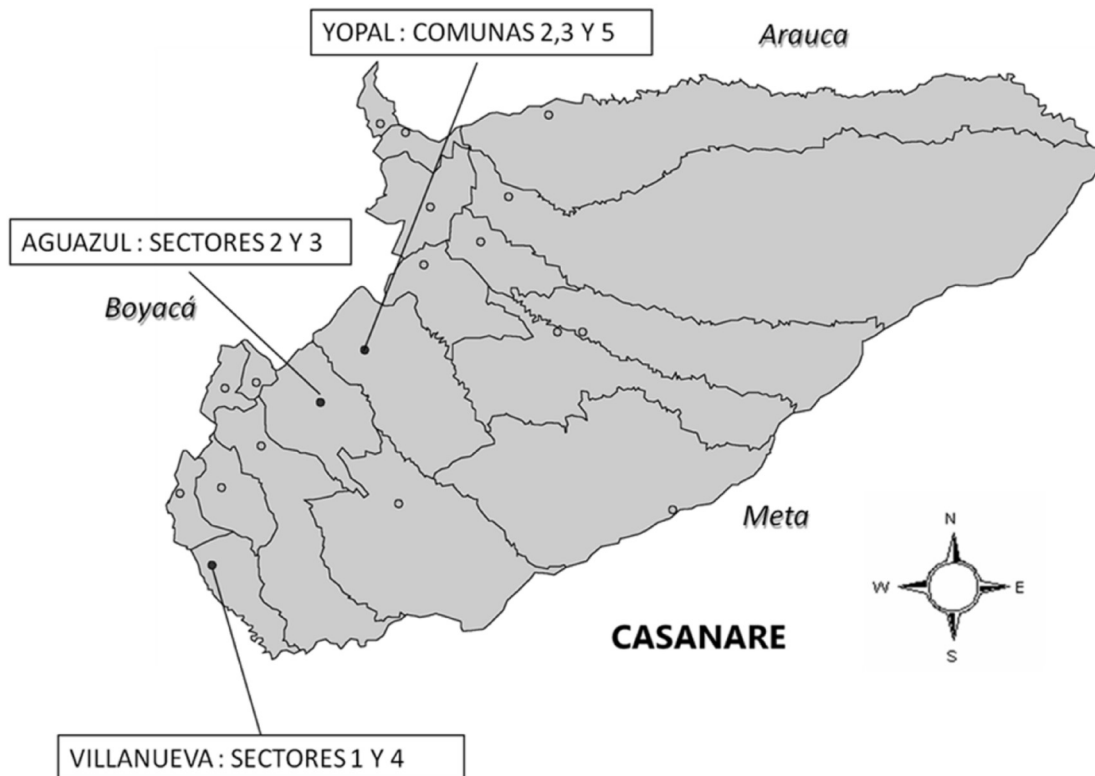 YOPAL : COMUNAS 2,3 Y 5
Arauca
AGUAZUL : SECTORES 2 Y 3
Boyacá
Meta
N
W
E
S
CASANARE
VILLANUEVA : SECTORES 1 Y 4